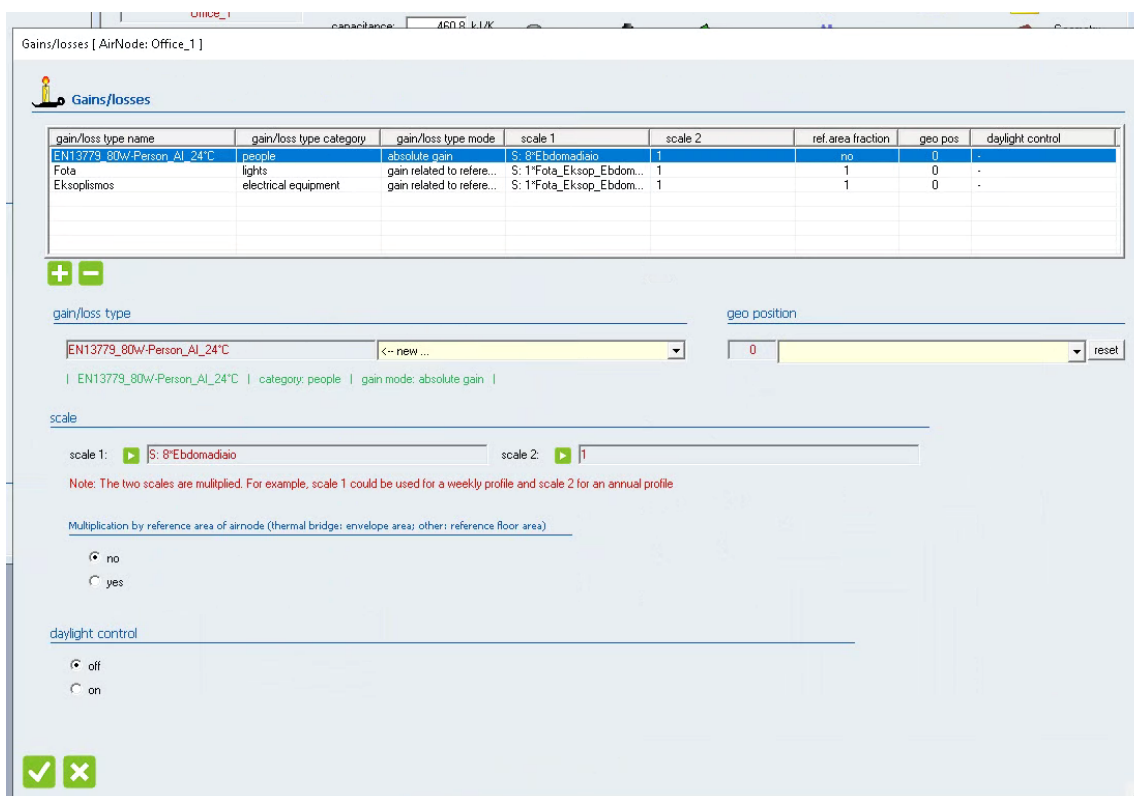 Office_1
capacitance: 460.8 kJ/K
Geometry
Gains/losses [ AirNode: Office_1 ]
Gains/losses
gain/loss type name gain/loss type category gain/loss type mode scale 1 scale 2 ref.area fraction geo pos daylight control
EN13779_80W-Person_AI_24°C people absolute gain S: 8*Ebdomadiaio 1 no 0 -
Fota lights gain related to refere... S: 1*Fota_Eksop_Ebdom... 1 1 0 -
Eksoplismos electrical equipment gain related to refere... S: 1*Fota_Eksop_Ebdom... 1 1 0 -
gain/loss type geo position
EN13779_80W-Person_AI_24°C <-- new ... 0 reset
| EN13779_80W-Person_AI_24°C | category: people | gain mode: absolute gain |
scale
scale 1: S: 8*Ebdomadiaio scale 2: 1
Note: The two scales are mulitplied. For example, scale 1 could be used for a weekly profile and scale 2 for an annual profile
Multiplication by reference area of airnode (thermal bridge: envelope area; other: reference floor area)
no
yes
daylight control
off
on